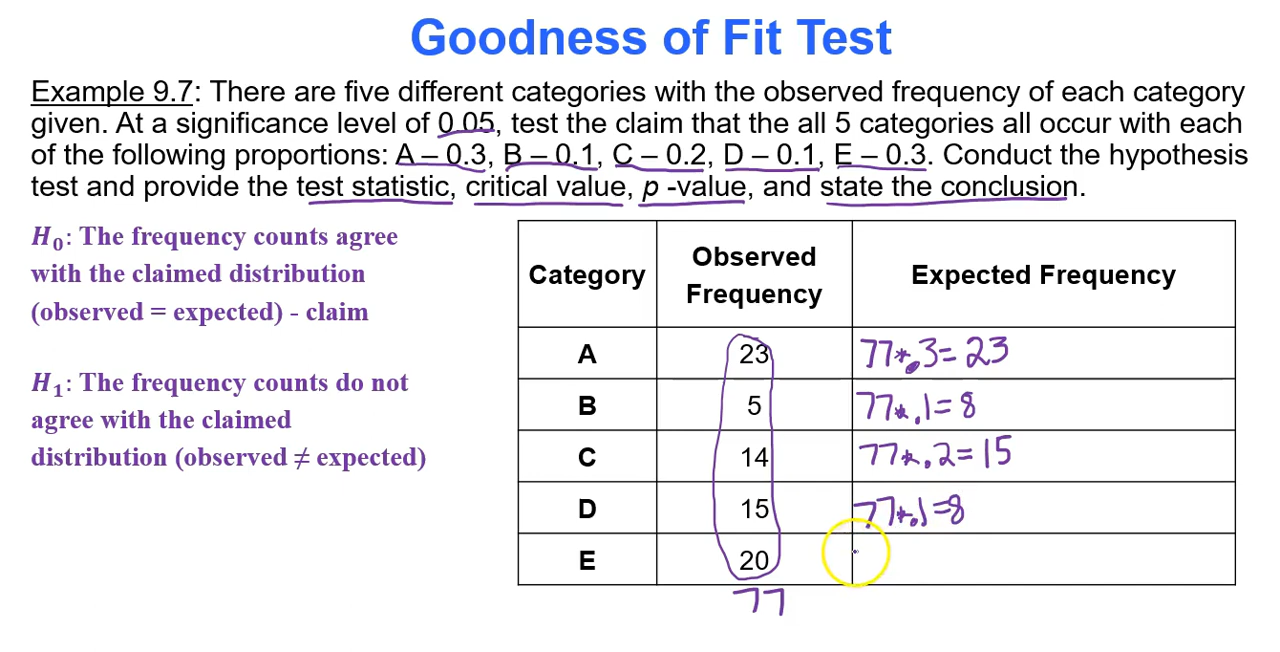 Goodness of Fit Test
Example 9.7: There are five different categories with the observed frequency of each category
given. At a significance level of 0.05, test the claim that the all 5 categories all occur with each
of the following proportions: A – 0.3, B – 0.1, C – 0.2, D – 0.1, E – 0.3. Conduct the hypothesis
test and provide the test statistic, critical value, p -value, and state the conclusion.
H₀: The frequency counts agree
with the claimed distribution
(observed = expected) - claim
H₁: The frequency counts do not
agree with the claimed
distribution (observed ≠ expected)
Category Observed Frequency Expected Frequency
A 23 77*.3=23
B 5 77*.1=8
C 14 77*.2=15
D 15 77*.1=8
E 20
77